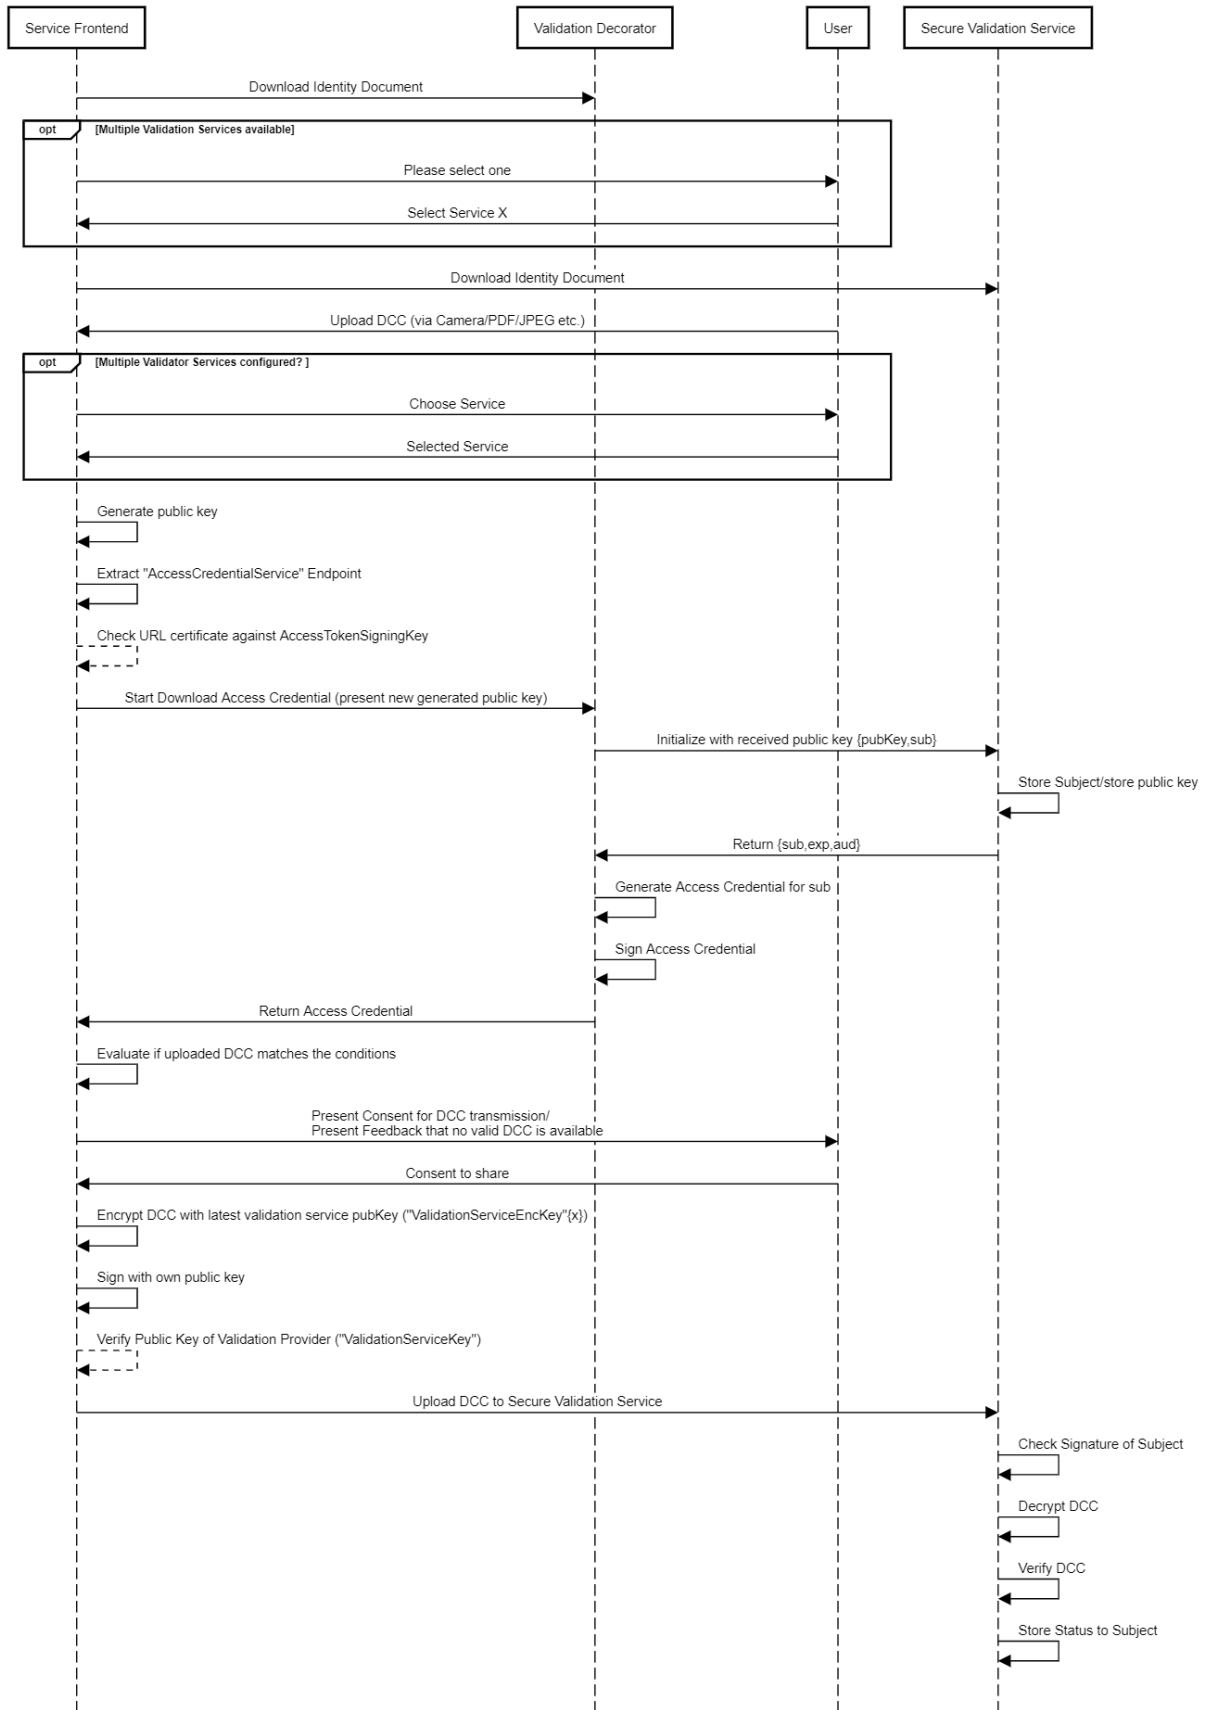 Service Frontend
Validation Decorator
User
Secure Validation Service
Download Identity Document
opt
[Multiple Validation Services available]
Please select one
Select Service X
Download Identity Document
Upload DCC (via Camera/PDF/JPEG etc.)
opt
[Multiple Validator Services configured? ]
Choose Service
Selected Service
Generate public key
Extract "AccessCredentialService" Endpoint
Check URL certificate against AccessTokenSigningKey
Start Download Access Credential (present new generated public key)
Initialize with received public key {pubKey,sub}
Store Subject/store public key
Return {sub,exp,aud}
Generate Access Credential for sub
Sign Access Credential
Return Access Credential
Evaluate if uploaded DCC matches the conditions
Present Consent for DCC transmission/
Present Feedback that no valid DCC is available
Consent to share
Encrypt DCC with latest validation service pubKey ("ValidationServiceEncKey"{x})
Sign with own public key
Verify Public Key of Validation Provider ("ValidationServiceKey")
Upload DCC to Secure Validation Service
Check Signature of Subject
Decrypt DCC
Verify DCC
Store Status to Subject